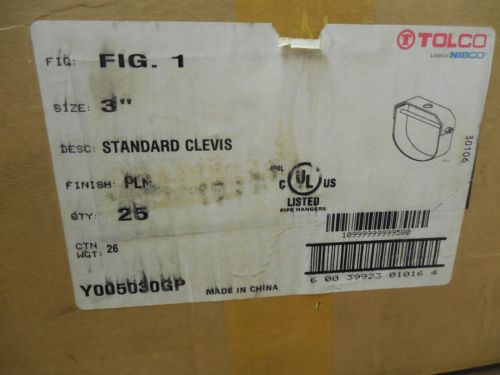 FIG: FIG. 1
TOLCO
A BRAND OF NIBCO
SIZE: 3"
DESC: STANDARD CLEVIS
30106
FINISH: PLN
C UL US
LISTED
PIPE HANGERS
QTY: 25
10999999999580
CTN WGT: 26
6 00 39923 01016 4
Y005030GP MADE IN CHINA